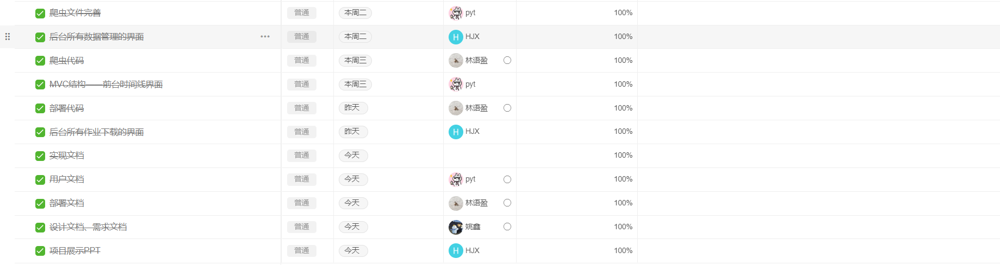 爬虫文件完善 普通 本周二 pyt 100%
后台所有数据管理的界面 ••• 普通 本周二 H HJX 100%
爬虫代码 普通 本周三 林语盈 100%
MVC结构——前台时间线界面 普通 本周三 pyt 100%
部署代码 普通 昨天 林语盈 100%
后台所有作业下载的界面 普通 昨天 H HJX 100%
实现文档 普通 今天 100%
用户文档 普通 今天 pyt 100%
部署文档 普通 今天 林语盈 100%
设计文档、需求文档 普通 今天 姚鑫 100%
项目展示PPT 普通 今天 H HJX 100%